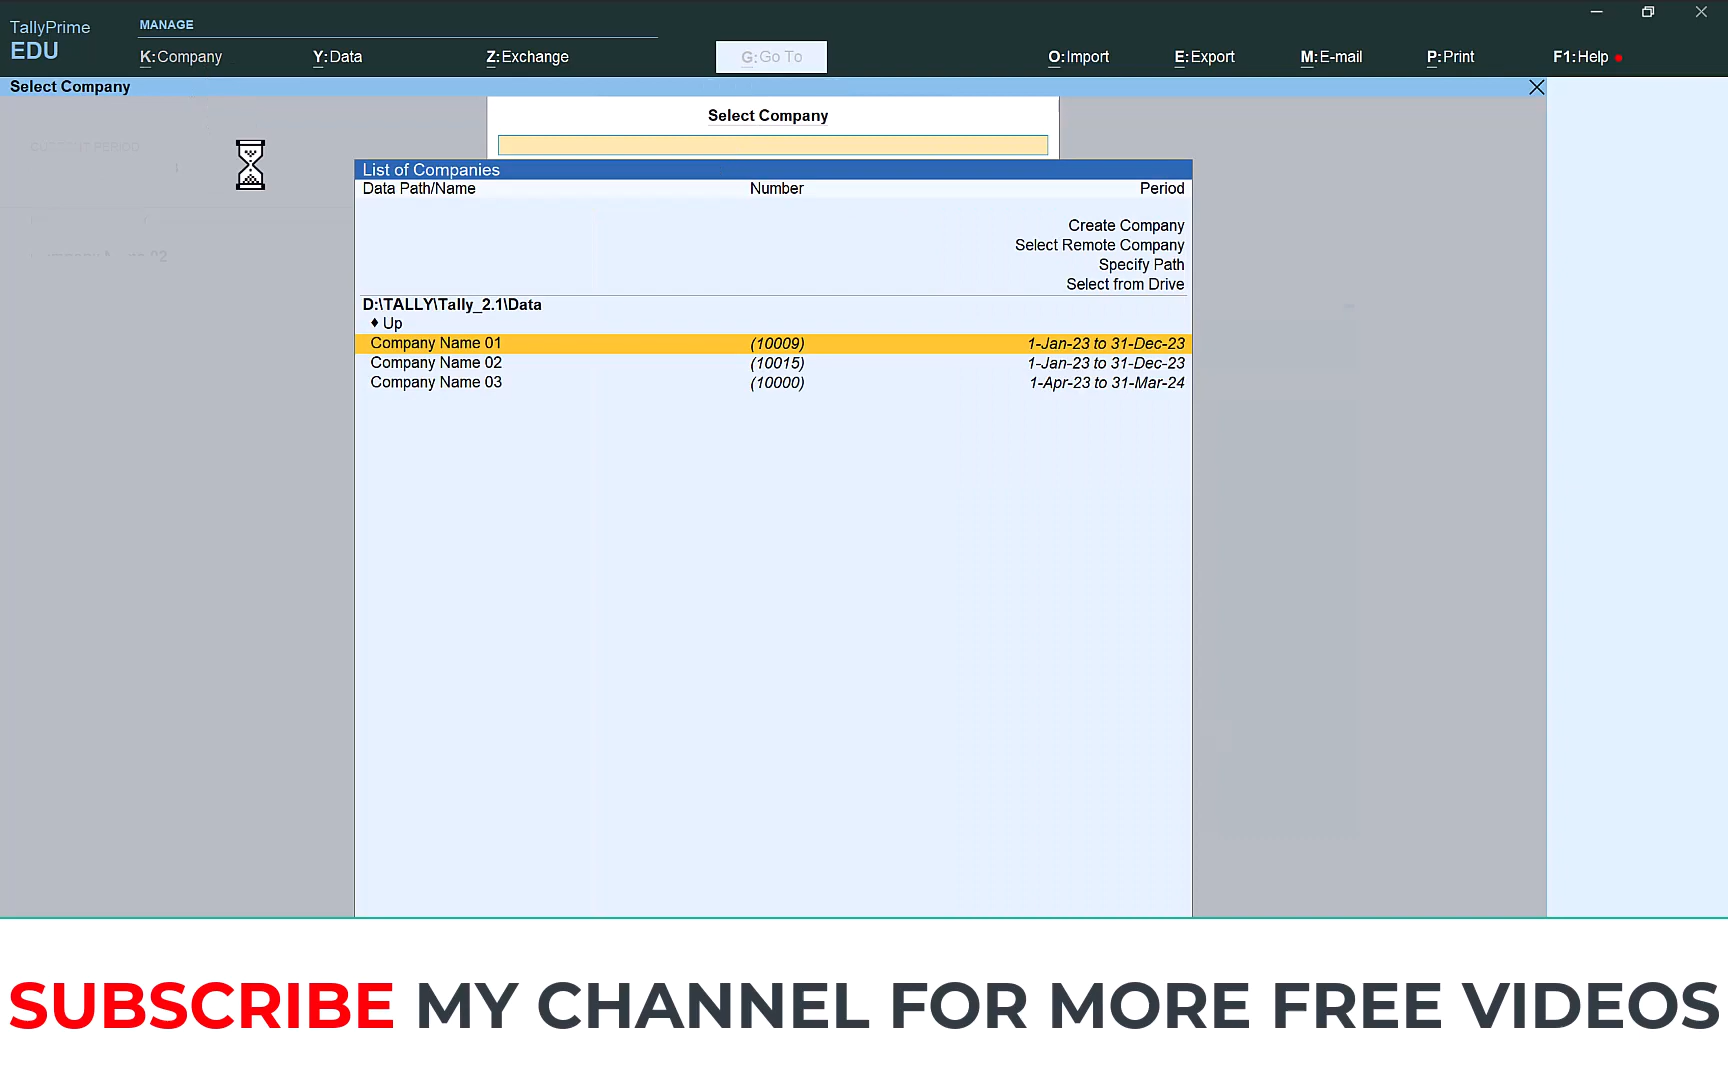 TallyPrime
EDU
MANAGE
K:Company
Y:Data
Z:Exchange
G:Go To
O:Import
E:Export
M:E-mail
P:Print
F1:Help
Select Company
Select Company
CURRENT PERIOD
List of Companies
Data Path/Name Number Period
Create Company
Select Remote Company
Specify Path
Select from Drive
D:\TALLY\Tally_2.1\Data
♦ Up
Company Name 01 (10009) 1-Jan-23 to 31-Dec-23
Company Name 02 (10015) 1-Jan-23 to 31-Dec-23
Company Name 03 (10000) 1-Apr-23 to 31-Mar-24
SUBSCRIBE MY CHANNEL FOR MORE FREE VIDEOS